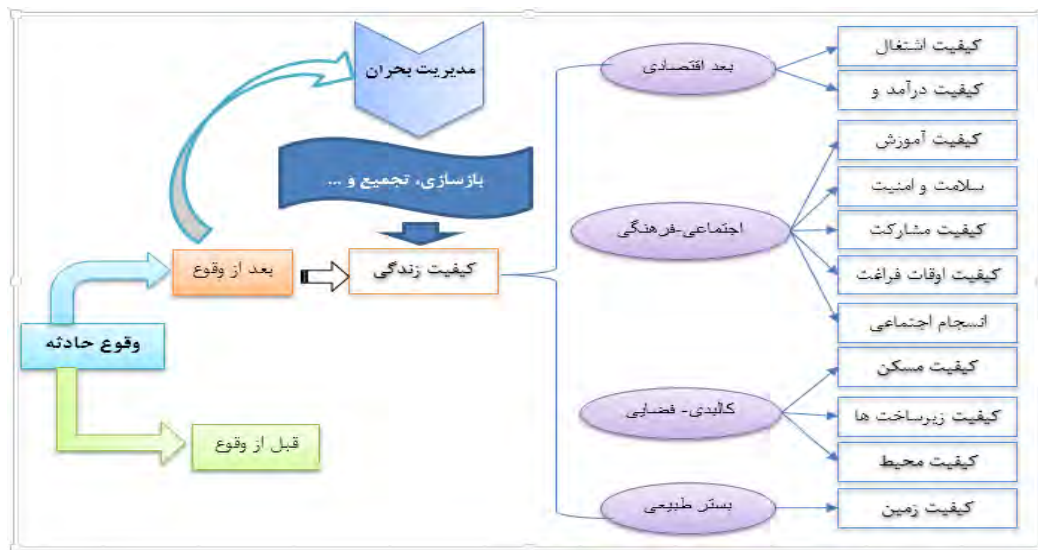 مدیریت بحران
بازسازی، تجمیع و ...
بعد از وقوع
کیفیت زندگی
وقوع حادثه
قبل از وقوع
بعد اقتصادی
کیفیت اشتغال
کیفیت درآمد و
اجتماعی-فرهنگی
کیفیت آموزش
سلامت و امنیت
کیفیت مشارکت
کیفیت اوقات فراغت
انسجام اجتماعی
کالبدی- فضایی
کیفیت مسکن
کیفیت زیرساخت ها
کیفیت محیط
بستر طبیعی
کیفیت زمین